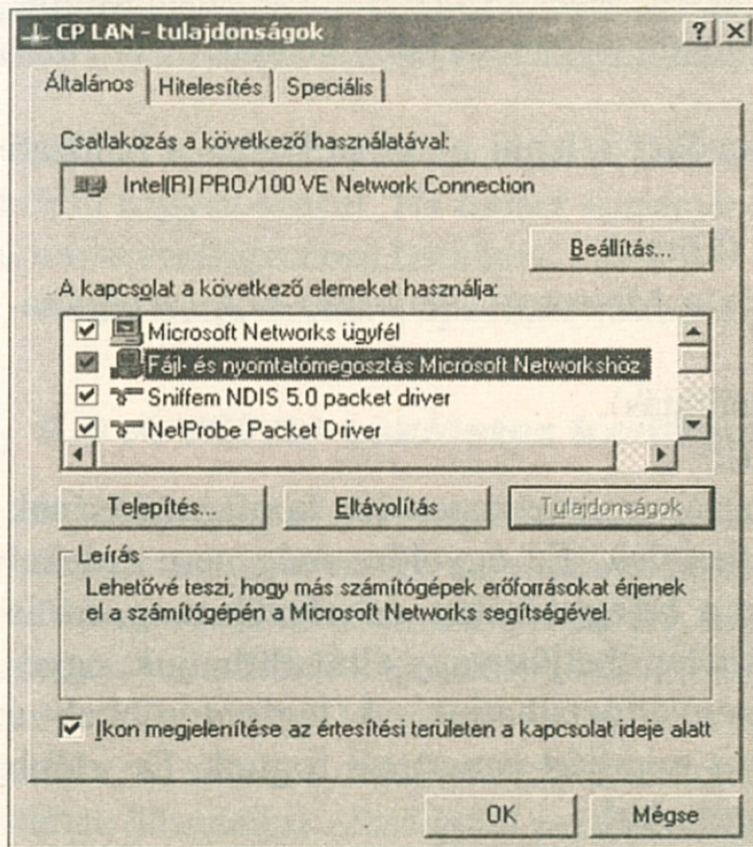 CP LAN - tulajdonságok
Általános Hitelesítés Speciális
Csatlakozás a következő használatával:
Intel(R) PRO/100 VE Network Connection
Beállítás...
A kapcsolat a következő elemeket használja:
Microsoft Networks ügyfél
Fájl- és nyomtatómegosztás Microsoft Networkshöz
Sniffem NDIS 5.0 packet driver
NetProbe Packet Driver
Telepítés... Eltávolítás Tulajdonságok
Leírás
Lehetővé teszi, hogy más számítógépek erőforrásokat érjenek
el a számítógépén a Microsoft Networks segítségével.
Ikon megjelenítése az értesítési területen a kapcsolat ideje alatt
OK Mégse